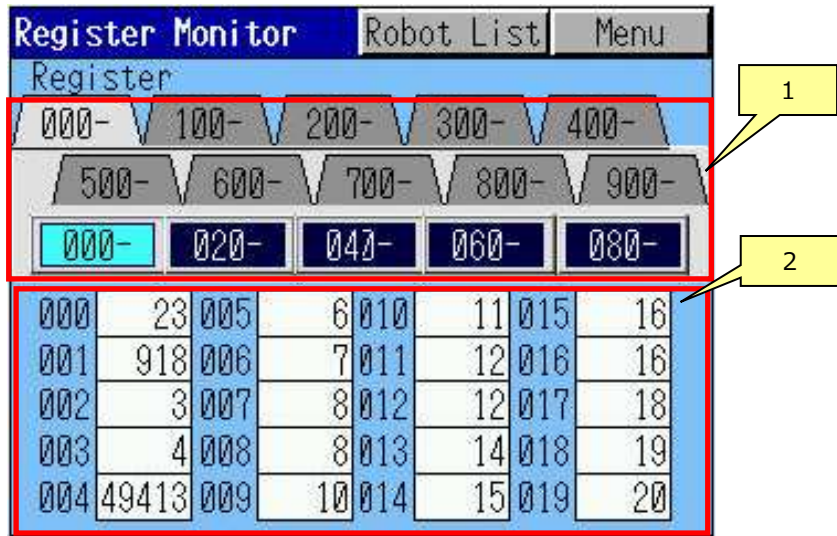 Register Monitor Robot List Menu
Register
000- 100- 200- 300- 400-
1
500- 600- 700- 800- 900-
000- 020- 040- 060- 080-
2
000 23 005 6 010 11 015 16
001 918 006 7 011 12 016 16
002 3 007 8 012 12 017 18
003 4 008 8 013 14 018 19
004 49413 009 10 014 15 019 20